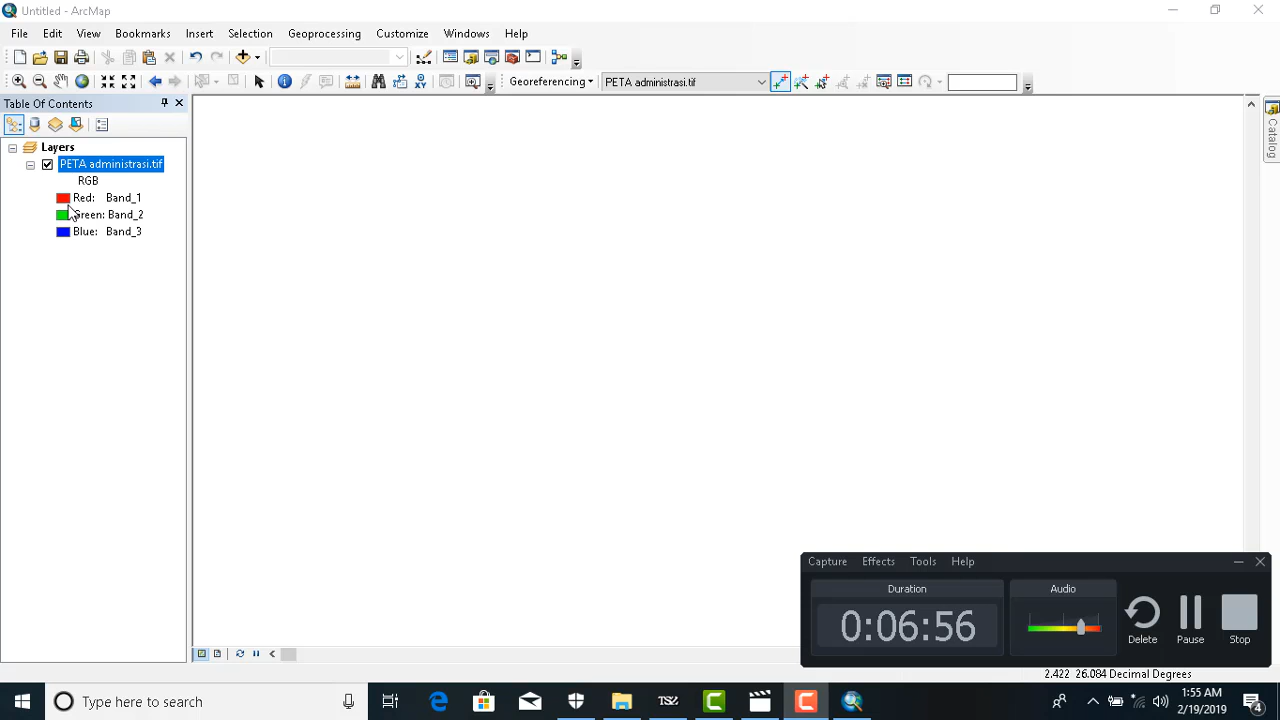 Untitled - ArcMap
File Edit View Bookmarks Insert Selection Geoprocessing Customize Windows Help
Georeferencing PETA administrasi.tif
Table Of Contents
Layers
PETA administrasi.tif
RGB
Red: Band_1
Green: Band_2
Blue: Band_3
Catalog
Capture Effects Tools Help
Duration
0:06:56
Audio
Delete
Pause
Stop
2.422 26.084 Decimal Degrees
Type here to search
TS2
1:55 AM
2/19/2019
4